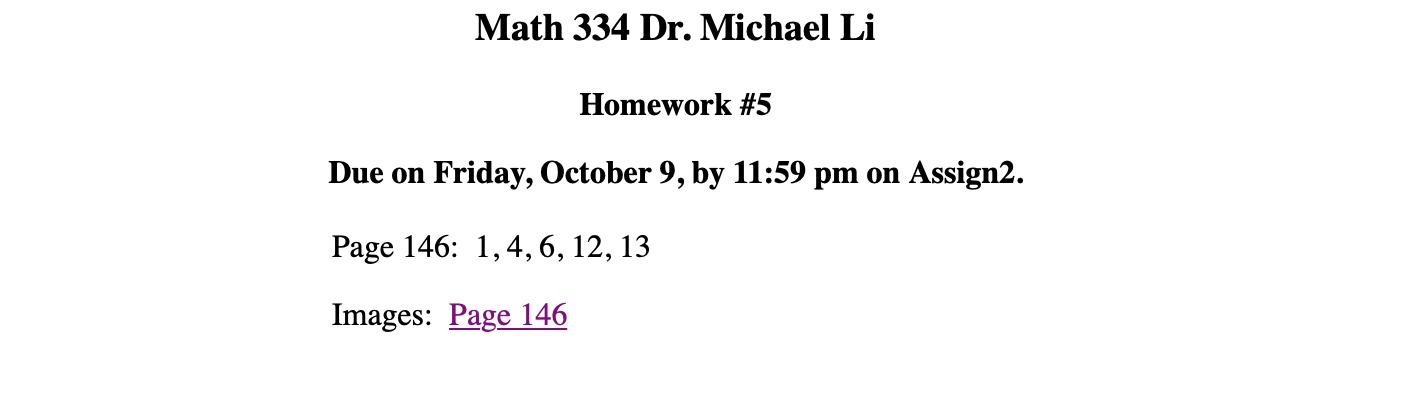 Math 334 Dr. Michael Li
Homework #5
Due on Friday, October 9, by 11:59 pm on Assign2.
Page 146: 1, 4, 6, 12, 13
Images: Page 146